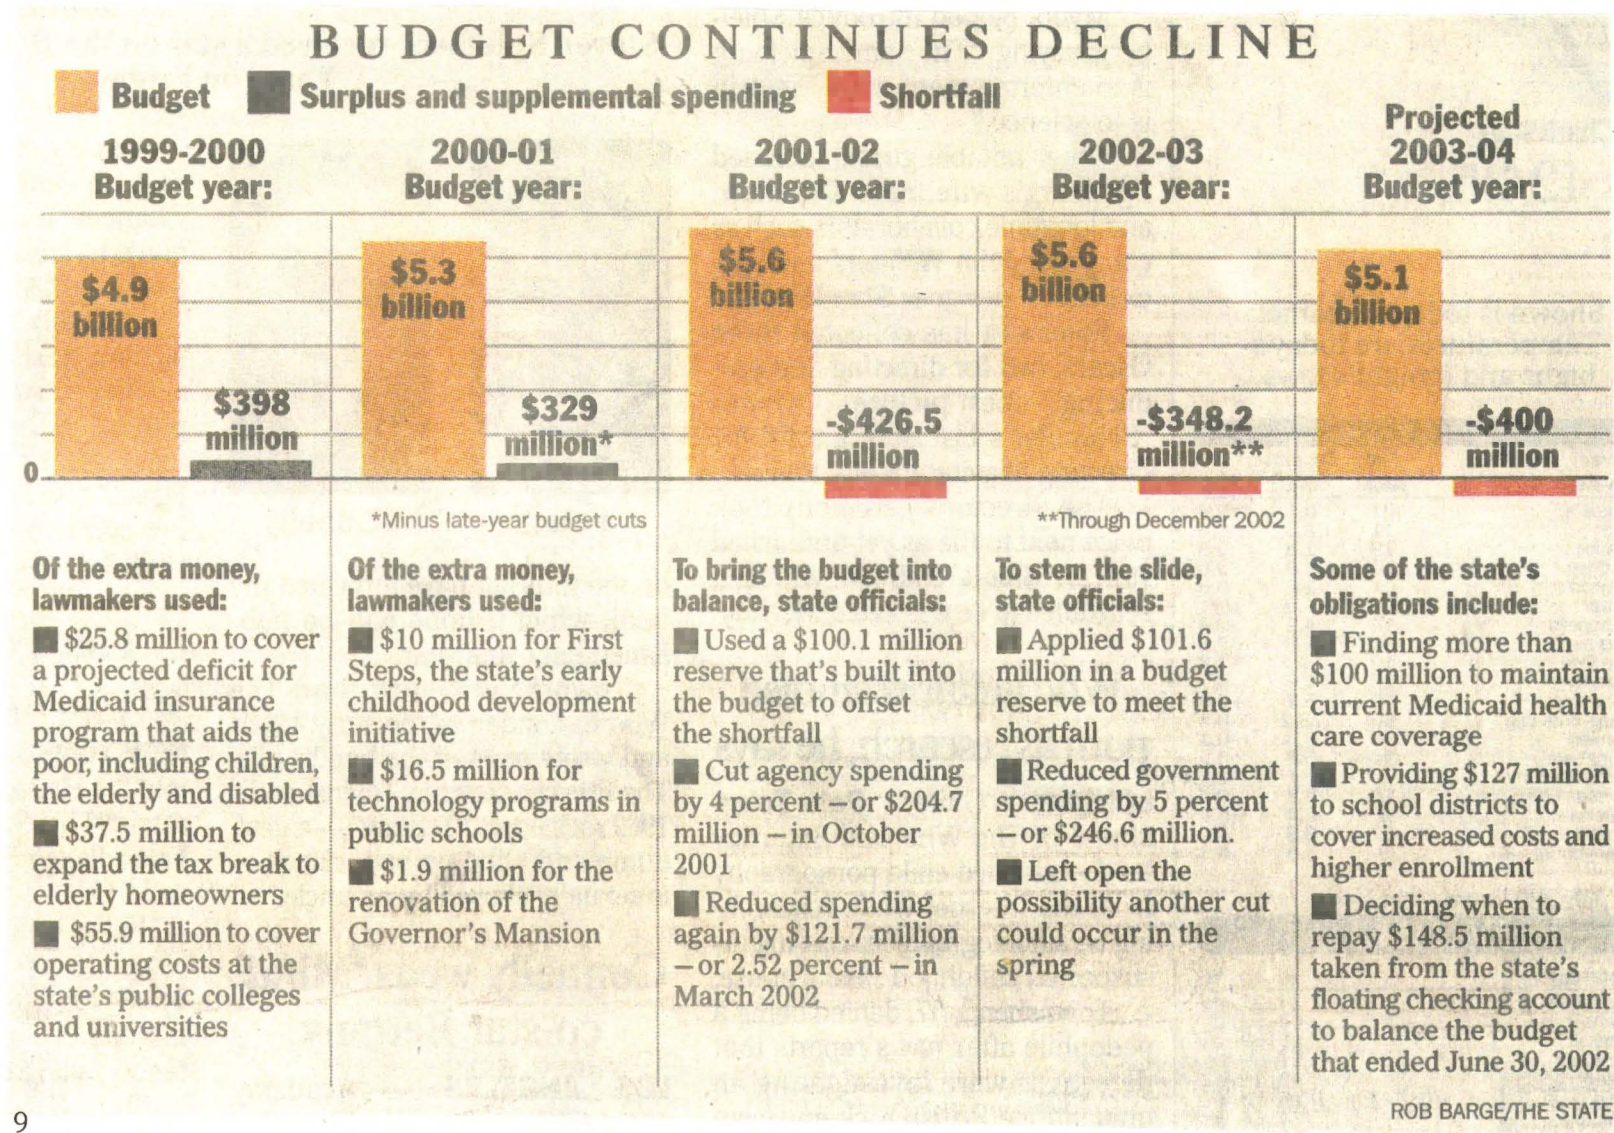 BUDGET CONTINUES DECLINE
Budget
Surplus and supplemental spending
Shortfall
1999-2000
Budget year:
$4.9
billion
$398
million
0
Of the extra money,
lawmakers used:
$25.8 million to cover
a projected deficit for
Medicaid insurance
program that aids the
poor, including children,
the elderly and disabled
$37.5 million to
expand the tax break to
elderly homeowners
$55.9 million to cover
operating costs at the
state's public colleges
and universities
2000-01
Budget year:
$5.3
billion
$329
million*
*Minus late-year budget cuts
Of the extra money,
lawmakers used:
$10 million for First
Steps, the state's early
childhood development
initiative
$16.5 million for
technology programs in
public schools
$1.9 million for the
renovation of the
Governor's Mansion
2001-02
Budget year:
$5.6
billion
-$426.5
million
To bring the budget into
balance, state officials:
Used a $100.1 million
reserve that's built into
the budget to offset
the shortfall
Cut agency spending
by 4 percent – or $204.7
million – in October
2001
Reduced spending
again by $121.7 million
– or 2.52 percent – in
March 2002
2002-03
Budget year:
$5.6
billion
-$348.2
million**
**Through December 2002
To stem the slide,
state officials:
Applied $101.6
million in a budget
reserve to meet the
shortfall
Reduced government
spending by 5 percent
– or $246.6 million.
Left open the
possibility another cut
could occur in the
spring
Projected
2003-04
Budget year:
$5.1
billion
-$400
million
Some of the state's
obligations include:
Finding more than
$100 million to maintain
current Medicaid health
care coverage
Providing $127 million
to school districts to
cover increased costs and
higher enrollment
Deciding when to
repay $148.5 million
taken from the state's
floating checking account
to balance the budget
that ended June 30, 2002
ROB BARGE/THE STATE
9